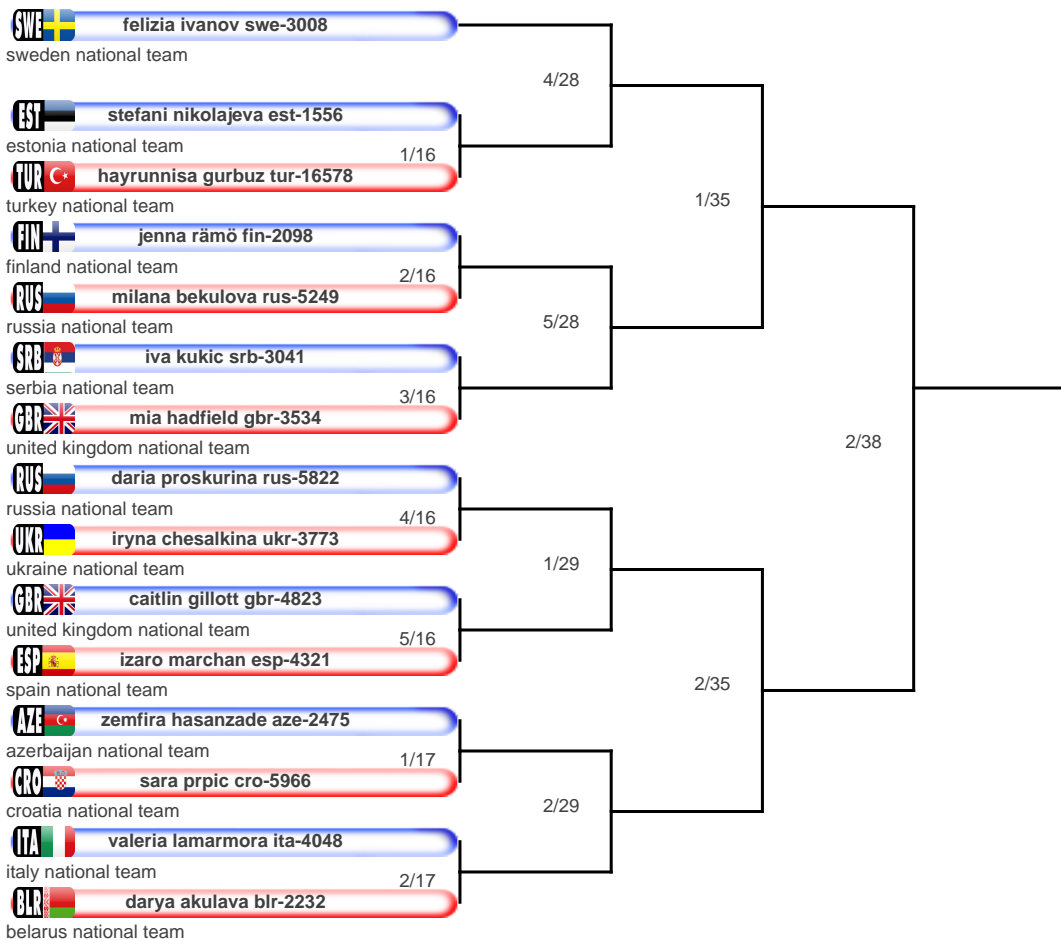 SWE felizia ivanov swe-3008
sweden national team
4/28
EST stefani nikolajeva est-1556
estonia national team
1/16
TUR hayrunnisa gurbuz tur-16578
turkey national team
1/35
FIN jenna rämö fin-2098
finland national team
2/16
RUS milana bekulova rus-5249
russia national team
5/28
SRB iva kukic srb-3041
serbia national team
3/16
GBR mia hadfield gbr-3534
united kingdom national team
2/38
RUS daria proskurina rus-5822
russia national team
4/16
UKR iryna chesalkina ukr-3773
ukraine national team
1/29
GBR caitlin gillott gbr-4823
united kingdom national team
5/16
ESP izaro marchan esp-4321
spain national team
2/35
AZE zemfira hasanzade aze-2475
azerbaijan national team
1/17
CRO sara prpic cro-5966
croatia national team
2/29
ITA valeria lamarmora ita-4048
italy national team
2/17
BLR darya akulava blr-2232
belarus national team